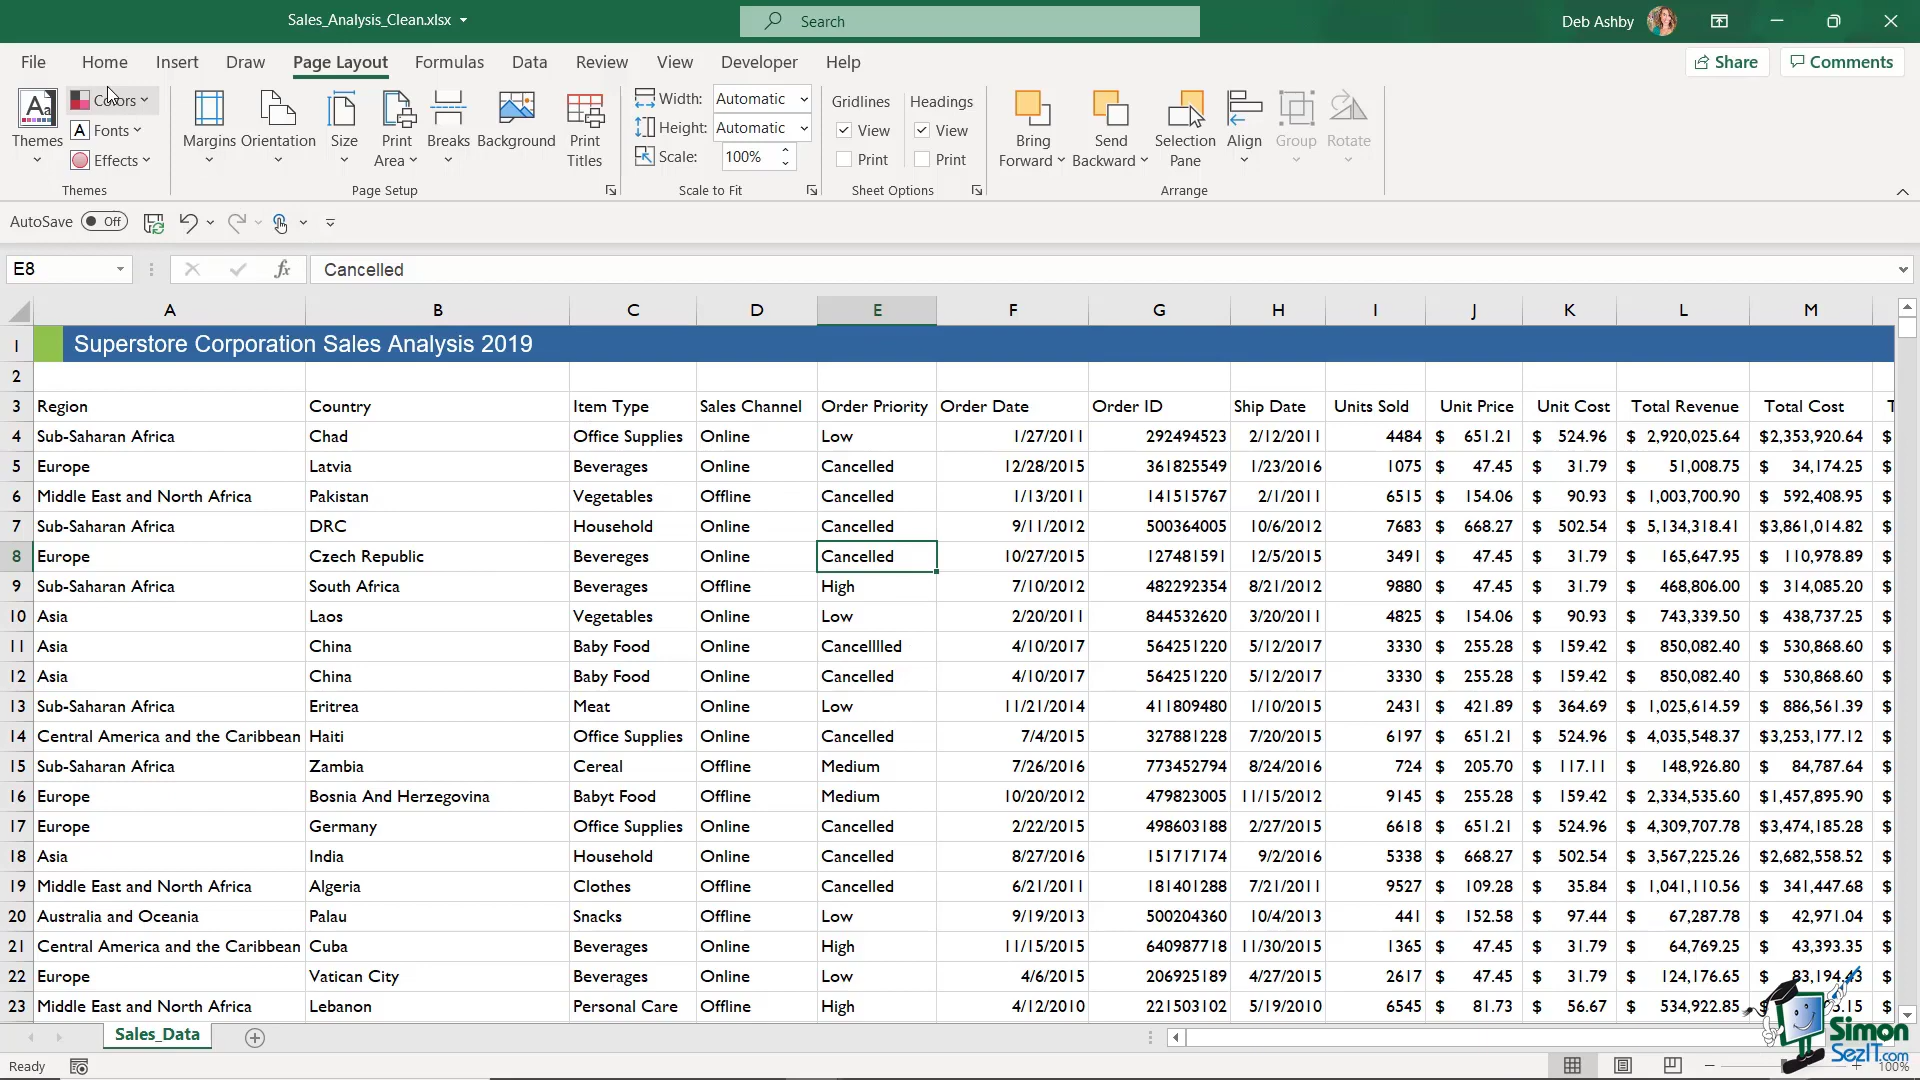 Sales_Analysis_Clean.xlsx
Search
Deb Ashby
File Home Insert Draw Page Layout Formulas Data Review View Developer Help
Share Comments
Themes Colors Fonts Effects
Margins Orientation Size Print Area Breaks Background Print Titles
Width: Automatic
Height: Automatic
Scale: 100%
Gridlines Headings
View View
Print Print
Bring Forward Send Backward Selection Pane Align Group Rotate
Themes Page Setup Scale to Fit Sheet Options Arrange
AutoSave Off
E8 fx Cancelled
A B C D E F G H I J K L M
1 Superstore Corporation Sales Analysis 2019
2
3 Region Country Item Type Sales Channel Order Priority Order Date Order ID Ship Date Units Sold Unit Price Unit Cost Total Revenue Total Cost T
4 Sub-Saharan Africa Chad Office Supplies Online Low 1/27/2011 292494523 2/12/2011 4484 $ 651.21 $ 524.96 $ 2,920,025.64 $2,353,920.64 $
5 Europe Latvia Beverages Online Cancelled 12/28/2015 361825549 1/23/2016 1075 $ 47.45 $ 31.79 $ 51,008.75 $ 34,174.25 $
6 Middle East and North Africa Pakistan Vegetables Offline Cancelled 1/13/2011 141515767 2/1/2011 6515 $ 154.06 $ 90.93 $ 1,003,700.90 $ 592,408.95 $
7 Sub-Saharan Africa DRC Household Online Cancelled 9/11/2012 500364005 10/6/2012 7683 $ 668.27 $ 502.54 $ 5,134,318.41 $3,861,014.82 $
8 Europe Czech Republic Bevereges Online Cancelled 10/27/2015 127481591 12/5/2015 3491 $ 47.45 $ 31.79 $ 165,647.95 $ 110,978.89 $
9 Sub-Saharan Africa South Africa Beverages Offline High 7/10/2012 482292354 8/21/2012 9880 $ 47.45 $ 31.79 $ 468,806.00 $ 314,085.20 $
10 Asia Laos Vegetables Online Low 2/20/2011 844532620 3/20/2011 4825 $ 154.06 $ 90.93 $ 743,339.50 $ 438,737.25 $
11 Asia China Baby Food Online Cancelllled 4/10/2017 564251220 5/12/2017 3330 $ 255.28 $ 159.42 $ 850,082.40 $ 530,868.60 $
12 Asia China Baby Food Online Cancelled 4/10/2017 564251220 5/12/2017 3330 $ 255.28 $ 159.42 $ 850,082.40 $ 530,868.60 $
13 Sub-Saharan Africa Eritrea Meat Online Low 11/21/2014 411809480 1/10/2015 2431 $ 421.89 $ 364.69 $ 1,025,614.59 $ 886,561.39 $
14 Central America and the Caribbean Haiti Office Supplies Online Cancelled 7/4/2015 327881228 7/20/2015 6197 $ 651.21 $ 524.96 $ 4,035,548.37 $3,253,177.12 $
15 Sub-Saharan Africa Zambia Cereal Offline Medium 7/26/2016 773452794 8/24/2016 724 $ 205.70 $ 117.11 $ 148,926.80 $ 84,787.64 $
16 Europe Bosnia And Herzegovina Babyt Food Offline Medium 10/20/2012 479823005 11/15/2012 9145 $ 255.28 $ 159.42 $ 2,334,535.60 $1,457,895.90 $
17 Europe Germany Office Supplies Online Cancelled 2/22/2015 498603188 2/27/2015 6618 $ 651.21 $ 524.96 $ 4,309,707.78 $3,474,185.28 $
18 Asia India Household Online Cancelled 8/27/2016 151717174 9/2/2016 5338 $ 668.27 $ 502.54 $ 3,567,225.26 $2,682,558.52 $
19 Middle East and North Africa Algeria Clothes Offline Cancelled 6/21/2011 181401288 7/21/2011 9527 $ 109.28 $ 35.84 $ 1,041,110.56 $ 341,447.68 $
20 Australia and Oceania Palau Snacks Offline Low 9/19/2013 500204360 10/4/2013 441 $ 152.58 $ 97.44 $ 67,287.78 $ 42,971.04 $
21 Central America and the Caribbean Cuba Beverages Online High 11/15/2015 640987718 11/30/2015 1365 $ 47.45 $ 31.79 $ 64,769.25 $ 43,393.35 $
22 Europe Vatican City Beverages Online Low 4/6/2015 206925189 4/27/2015 2617 $ 47.45 $ 31.79 $ 124,176.65 $ 83,194.43 $
23 Middle East and North Africa Lebanon Personal Care Offline High 4/12/2010 221503102 5/19/2010 6545 $ 81.73 $ 56.67 $ 534,922.85 $
Sales_Data
Simon
SezIT.com
Ready 100%